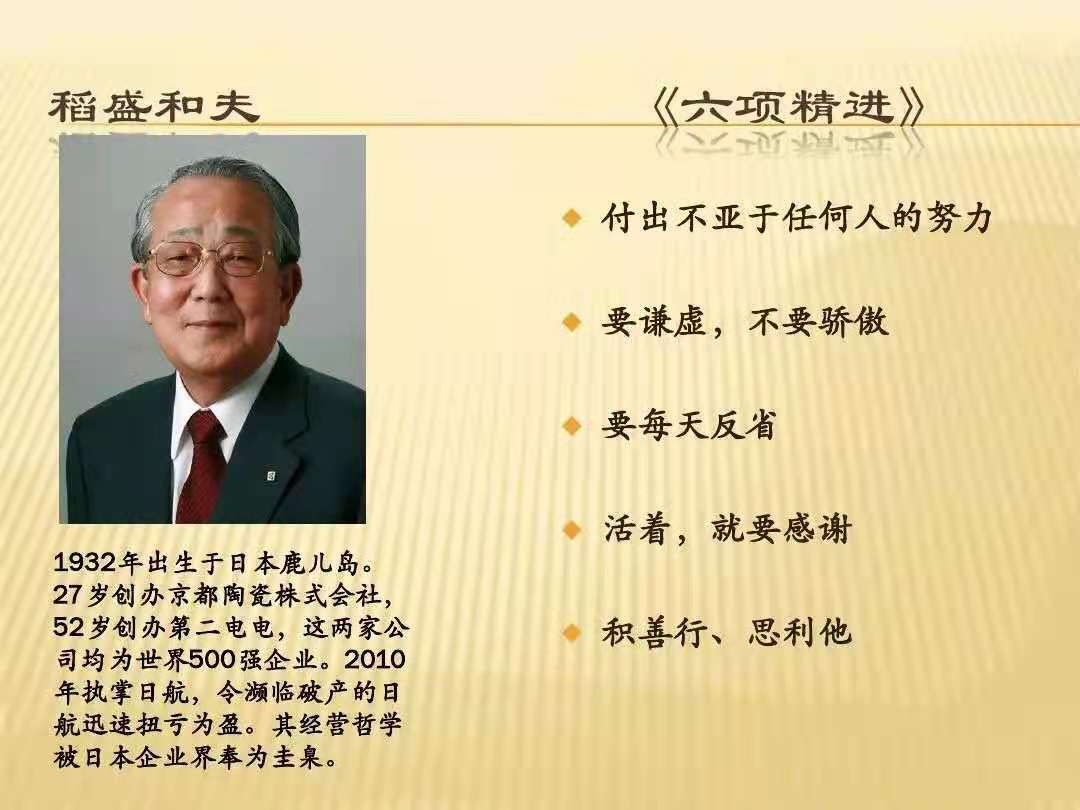 稻盛和夫
《六项精进》
1932年出生于日本鹿儿岛。
27岁创办京都陶瓷株式会社，
52岁创办第二电电，这两家公
司均为世界500强企业。2010
年执掌日航，令濒临破产的日
航迅速扭亏为盈。其经营哲学
被日本企业界奉为圭臬。
付出不亚于任何人的努力
要谦虚，不要骄傲
要每天反省
活着，就要感谢
积善行、思利他